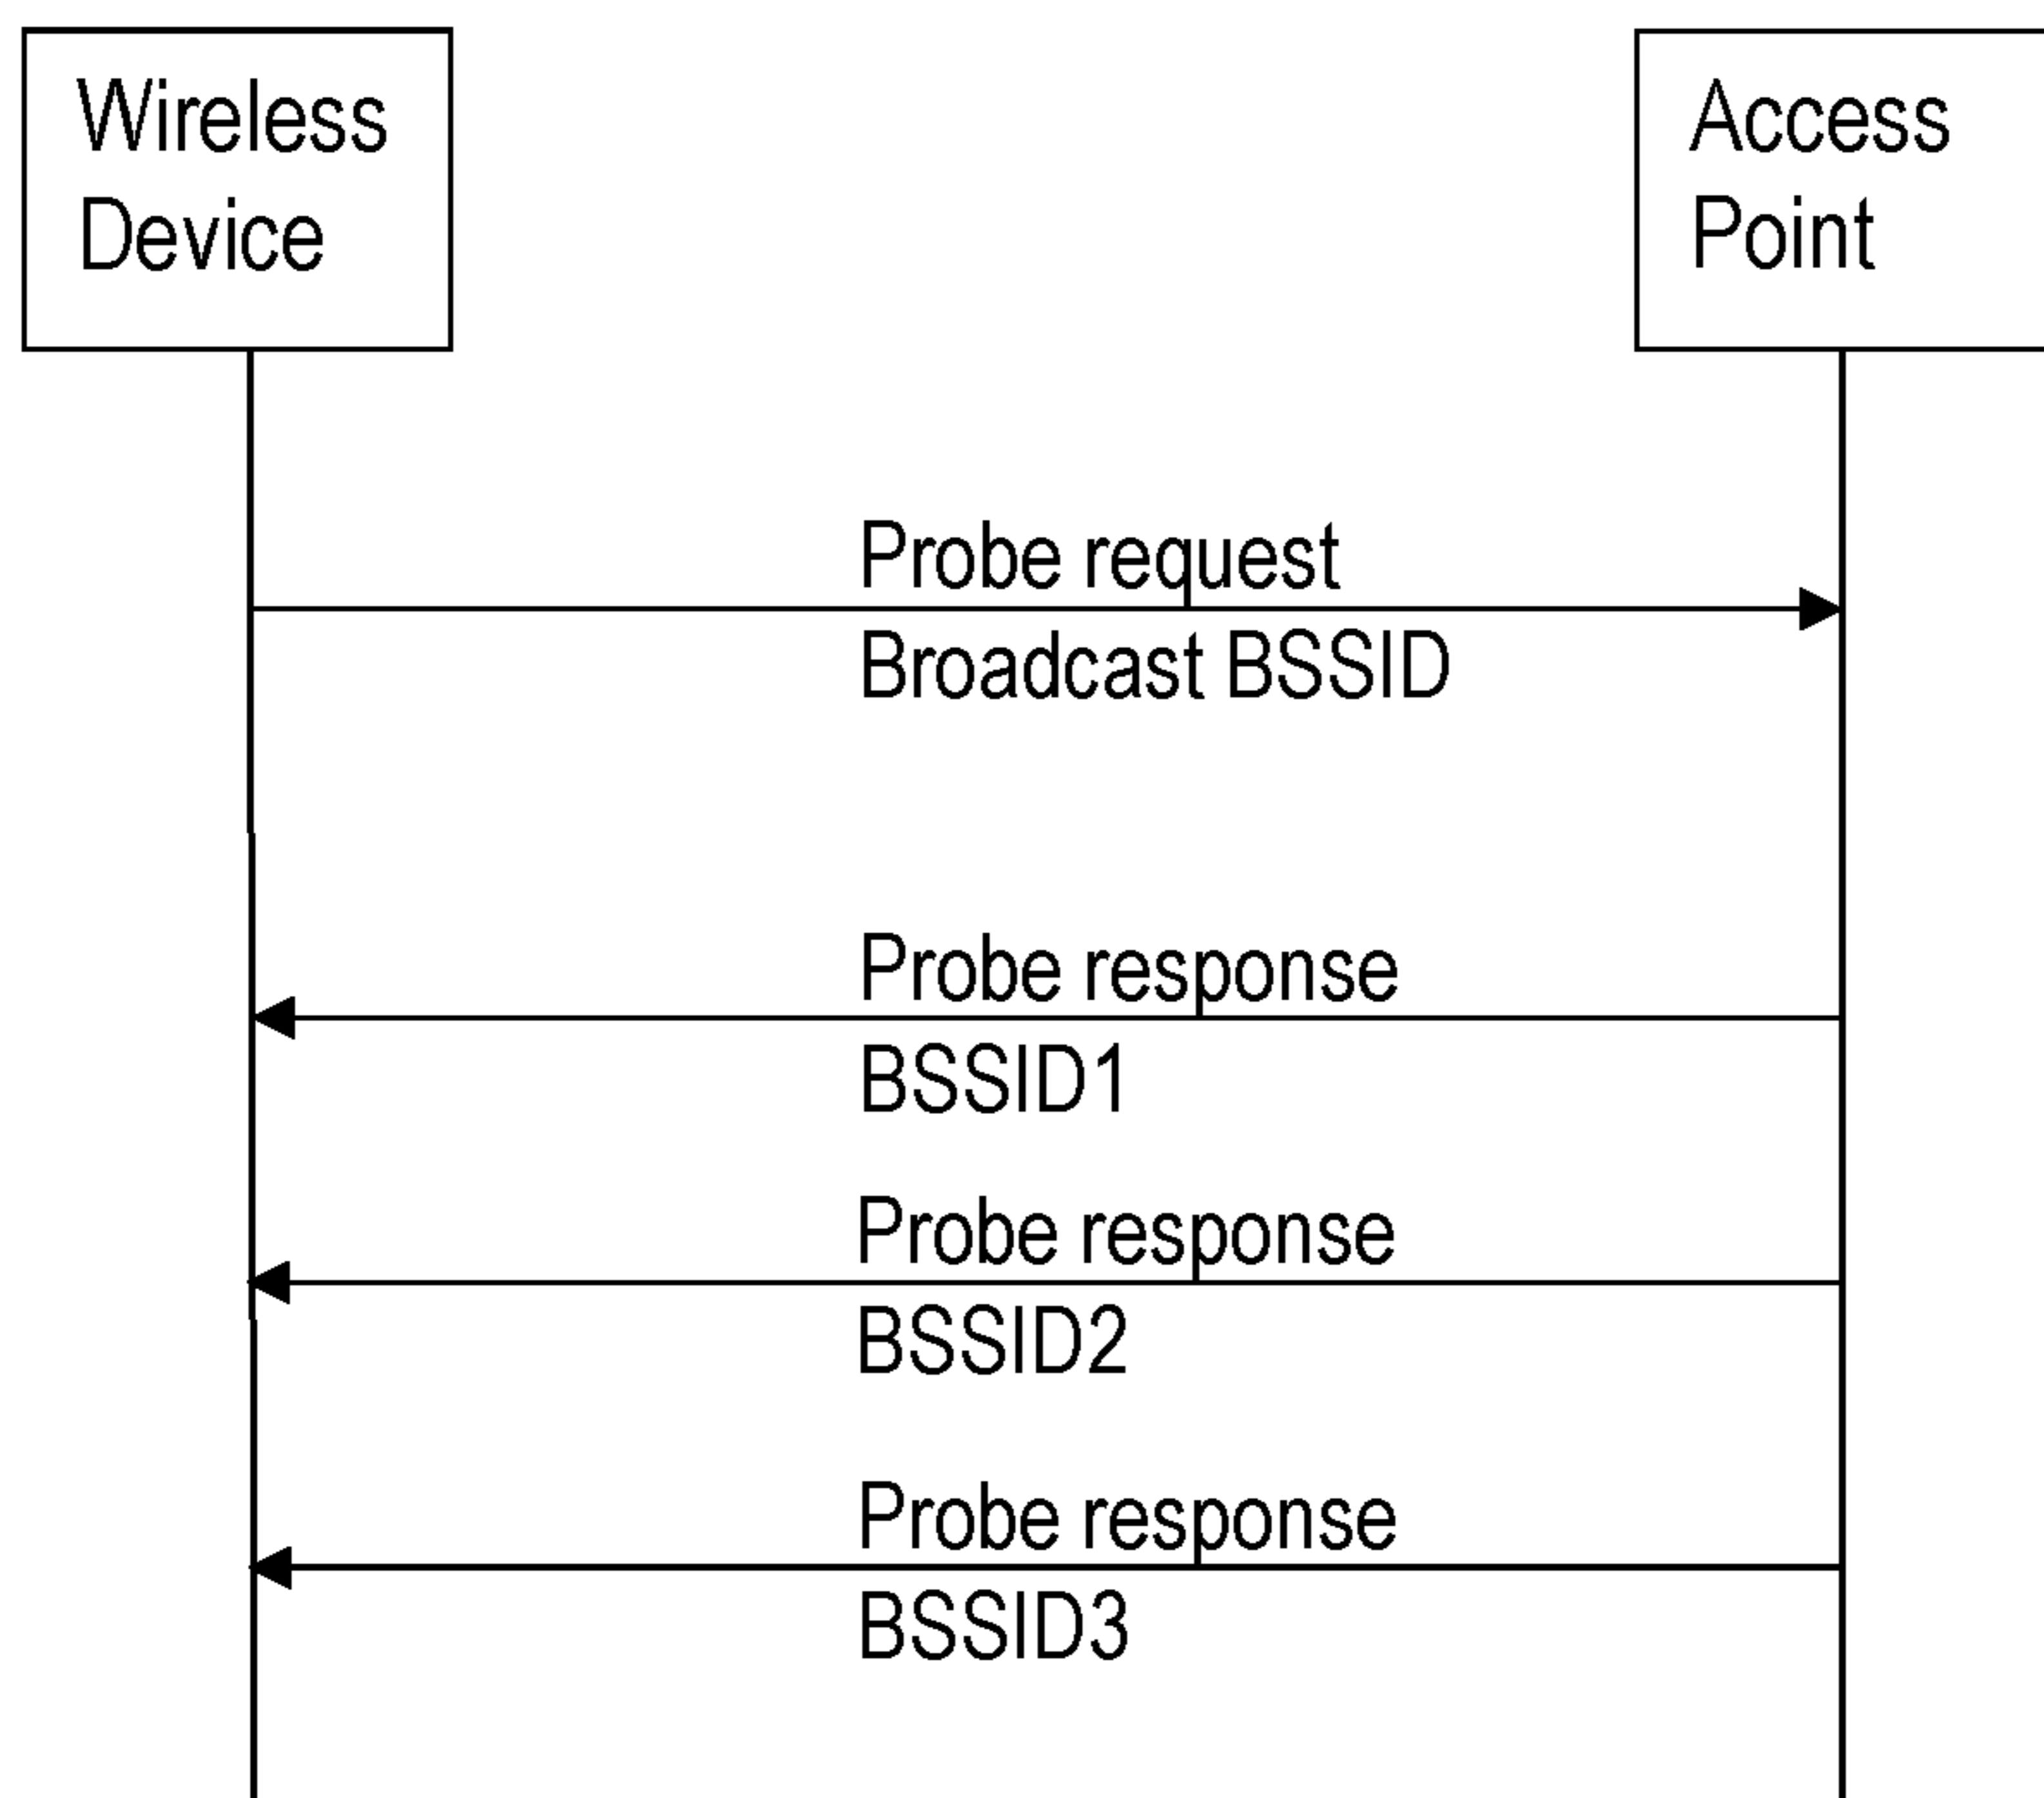 Wireless
Device
Access
Point
Probe request
Broadcast BSSID
Probe response
BSSID1
Probe response
BSSID2
Probe response
BSSID3